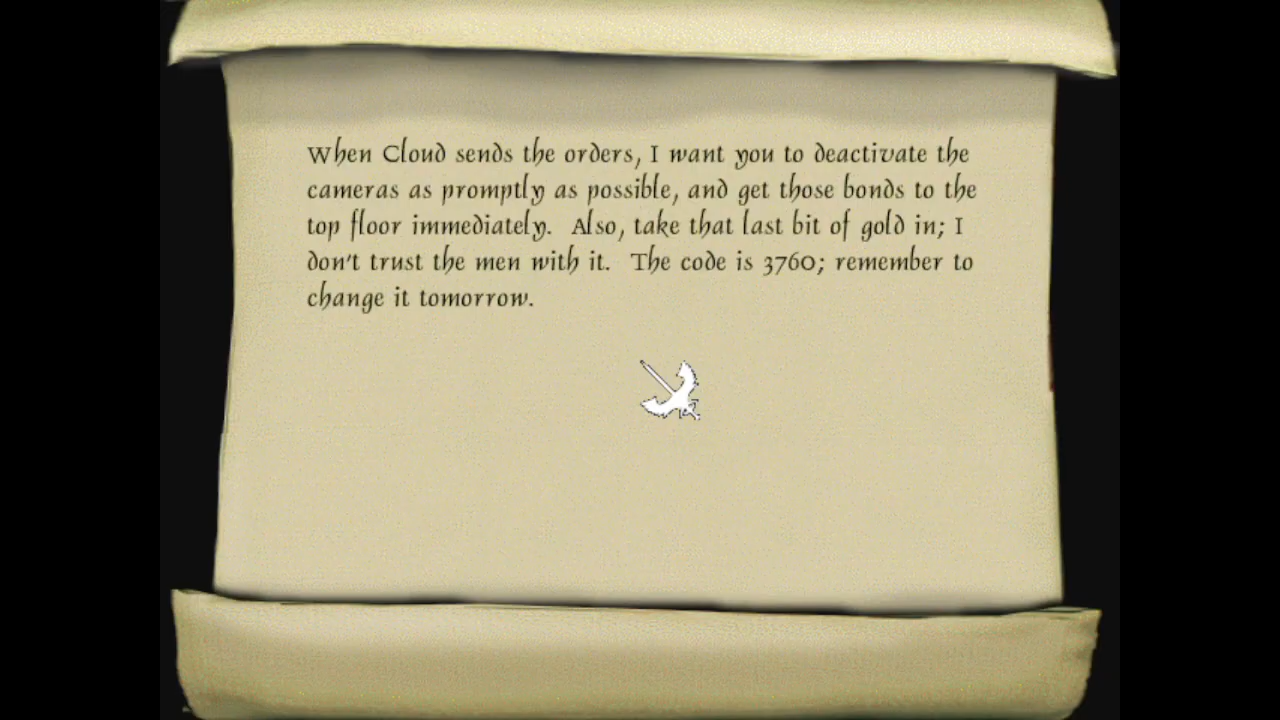 When Cloud sends the orders, I want you to deactivate the
cameras as promptly as possible, and get those bonds to the
top floor immediately.  Also, take that last bit of gold in; I
don't trust the men with it.  The code is 3760; remember to
change it tomorrow.